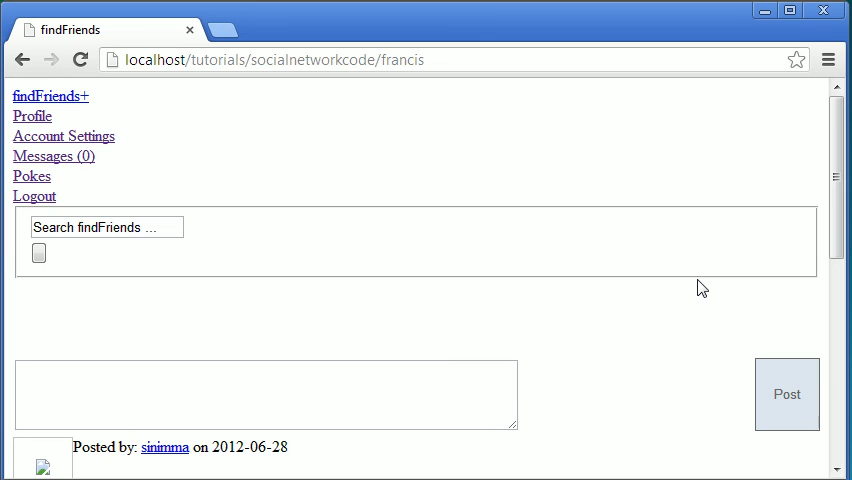 findFriends
localhost/tutorials/socialnetworkcode/francis
findFriends+
Profile
Account Settings
Messages (0)
Pokes
Logout
Search findFriends ...
Post
Posted by: sinimma on 2012-06-28